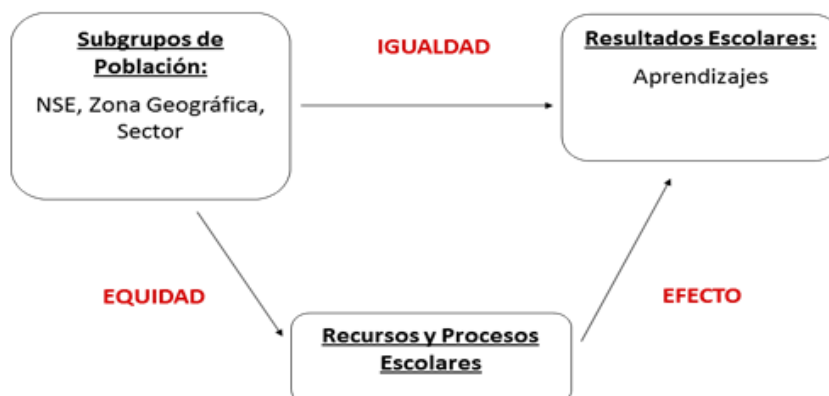 Subgrupos de
Población:
NSE, Zona Geográfica,
Sector
IGUALDAD
Resultados Escolares:
Aprendizajes
EQUIDAD
EFECTO
Recursos y Procesos
Escolares